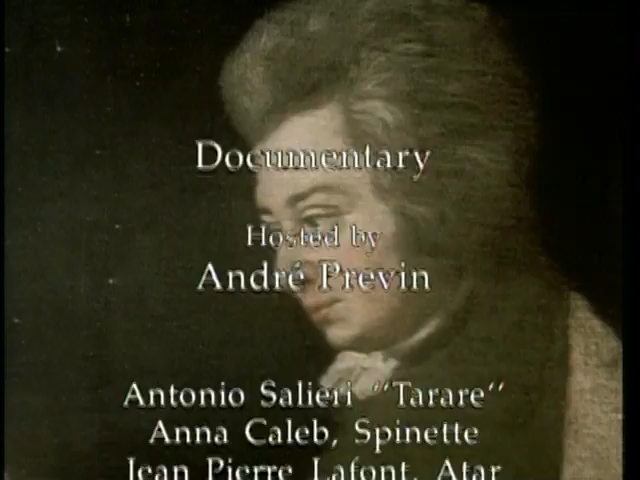 Documentary
Hosted by
André Previn
Antonio Salieri "Tarare"
Anna Caleb, Spinette
Jean Pierre Lafont, Atar